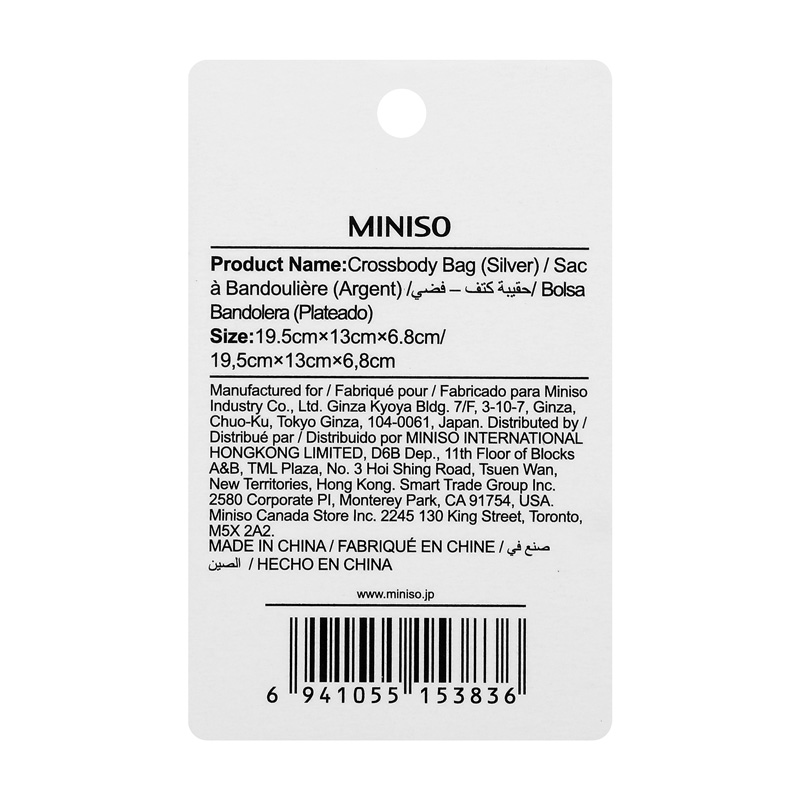 MINISO
Product Name:Crossbody Bag (Silver) / Sac
à Bandoulière (Argent) /حقيبة كتف – فضي/ Bolsa
Bandolera (Plateado)
Size:19.5cm×13cm×6.8cm/
19,5cm×13cm×6,8cm
Manufactured for / Fabriqué pour / Fabricado para Miniso
Industry Co., Ltd. Ginza Kyoya Bldg. 7/F, 3-10-7, Ginza,
Chuo-Ku, Tokyo Ginza, 104-0061, Japan. Distributed by /
Distribué par / Distribuido por MINISO INTERNATIONAL
HONGKONG LIMITED, D6B Dep., 11th Floor of Blocks
A&B, TML Plaza, No. 3 Hoi Shing Road, Tsuen Wan,
New Territories, Hong Kong. Smart Trade Group Inc.
2580 Corporate Pl, Monterey Park, CA 91754, USA.
Miniso Canada Store Inc. 2245 130 King Street, Toronto,
M5X 2A2.
MADE IN CHINA / FABRIQUÉ EN CHINE / صنع في
الصين / HECHO EN CHINA
www.miniso.jp
6 941055 153836